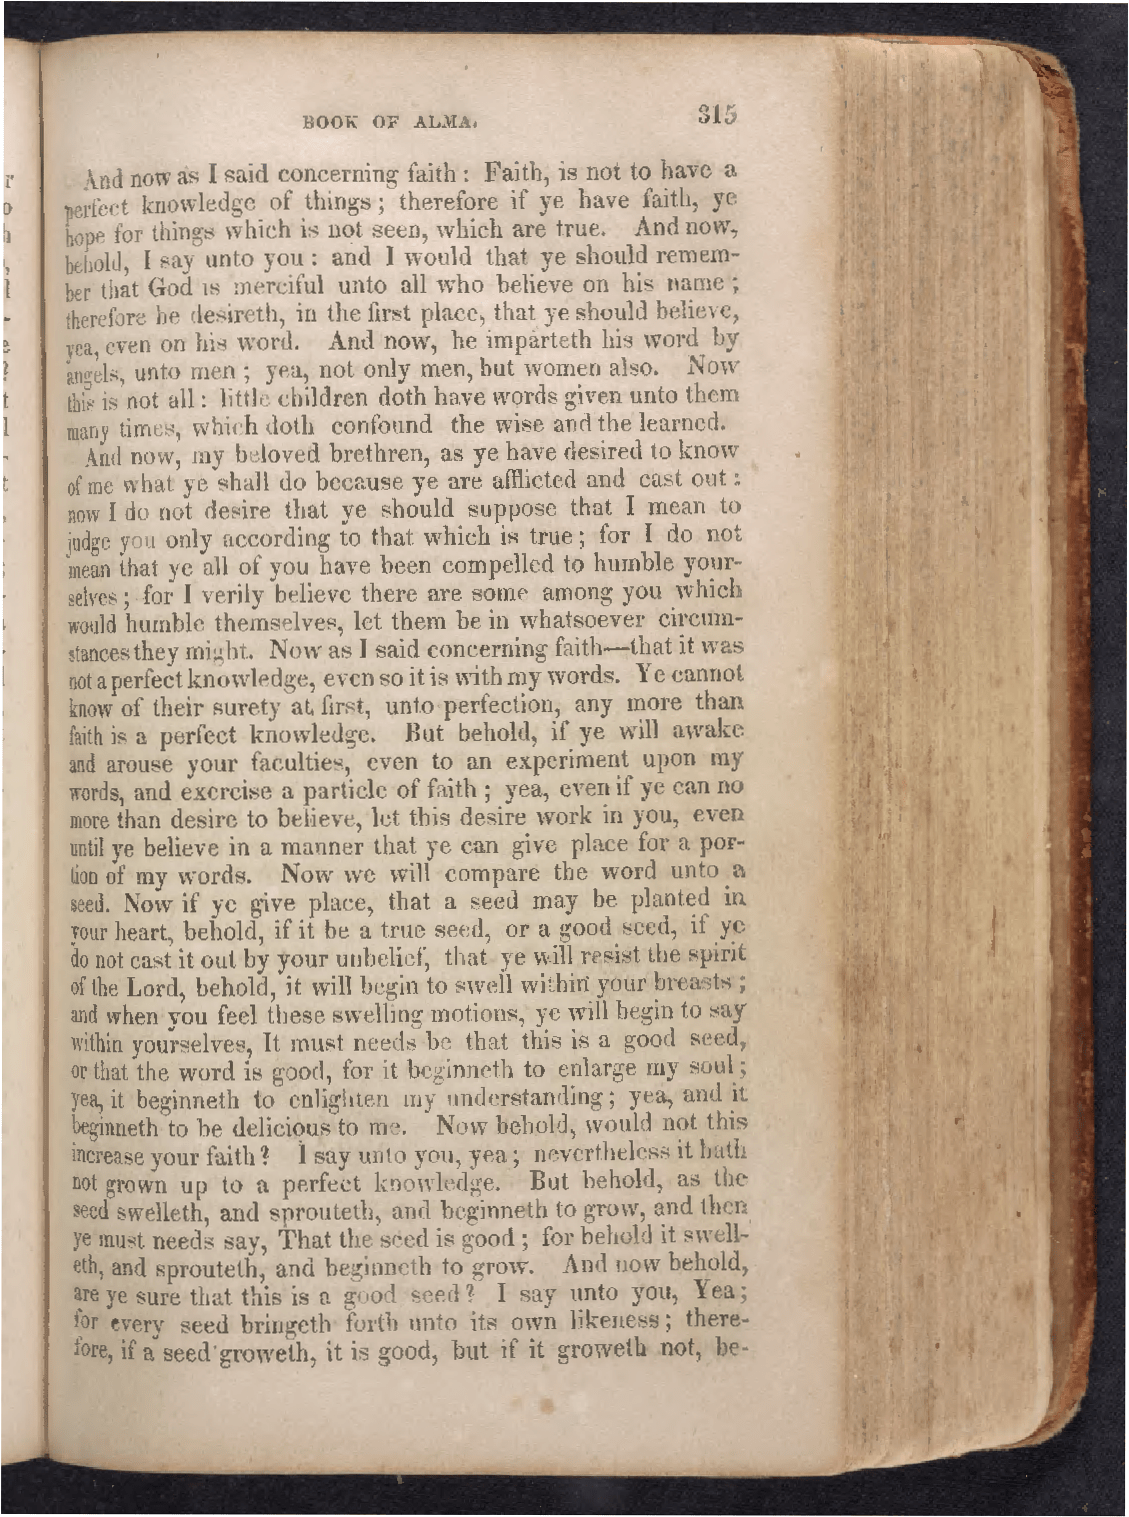 BOOK OF ALMA. 315
And now as I said concerning faith: Faith, is not to have a
perfect knowledge of things; therefore if ye have faith, ye
hope for things which is not seen, which are true. And now,
behold, I say unto you: and I would that ye should remem-
ber that God is merciful unto all who believe on his name;
therefore he desireth, in the first place, that ye should believe,
yea, even on his word. And now, he imparteth his word by
angels, unto men; yea, not only men, but women also. Now
this is not all: little children doth have words given unto them
many times, which doth confound the wise and the learned.
And now, my beloved brethren, as ye have desired to know
of me what ye shall do because ye are afflicted and cast out:
now I do not desire that ye should suppose that I mean to
judge you only according to that which is true; for I do not
mean that ye all of you have been compelled to humble your-
selves; for I verily believe there are some among you which
would humble themselves, let them be in whatsoever circum-
stances they might. Now as I said concerning faith—that it was
not a perfect knowledge, even so it is with my words. Ye cannot
know of their surety at first, unto perfection, any more than
faith is a perfect knowledge. But behold, if ye will awake
and arouse your faculties, even to an experiment upon my
words, and exercise a particle of faith; yea, even if ye can no
more than desire to believe, let this desire work in you, even
until ye believe in a manner that ye can give place for a por-
tion of my words. Now we will compare the word unto a
seed. Now if ye give place, that a seed may be planted in
your heart, behold, if it be a true seed, or a good seed, if ye
do not cast it out by your unbelief, that ye will resist the spirit
of the Lord, behold, it will begin to swell within your breasts;
and when you feel these swelling motions, ye will begin to say
within yourselves, It must needs be that this is a good seed,
or that the word is good, for it beginneth to enlarge my soul;
yea, it beginneth to enlighten my understanding; yea, and it
beginneth to be delicious to me. Now behold, would not this
increase your faith? I say unto you, yea; nevertheless it hath
not grown up to a perfect knowledge. But behold, as the
seed swelleth, and sprouteth, and beginneth to grow, and then
ye must needs say, That the seed is good; for behold it swell-
eth, and sprouteth, and beginneth to grow. And now behold,
are ye sure that this is a good seed? I say unto you, Yea;
for every seed bringeth forth unto its own likeness; there-
fore, if a seed groweth, it is good, but if it groweth not, be-